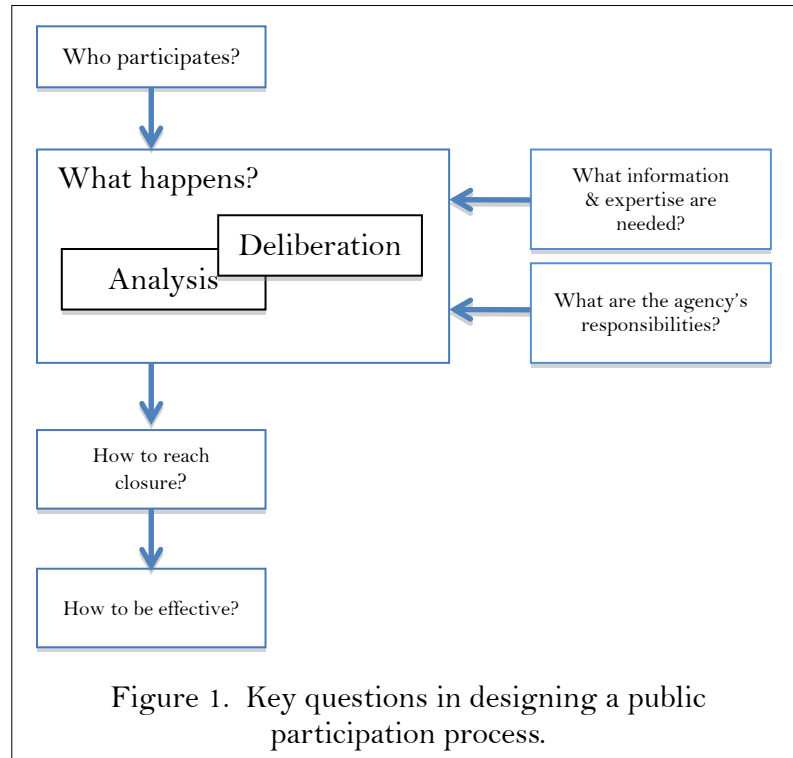 Who participates?
What happens?
Deliberation
Analysis
What information
& expertise are
needed?
What are the agency's
responsibilities?
How to reach
closure?
How to be effective?
Figure 1.  Key questions in designing a public
participation process.